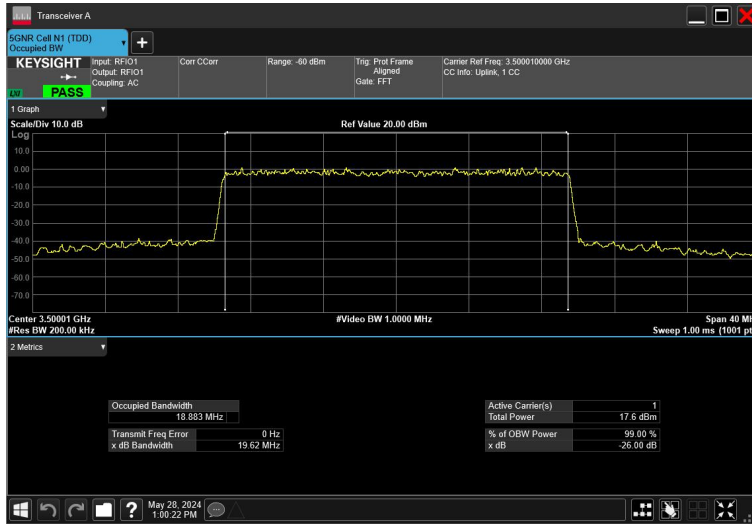 Transceiver A
5GNR Cell N1 (TDD)
Occupied BW
KEYSIGHT
LXI
PASS
Input: RFIO1
Output: RFIO1
Coupling: AC
Corr CCorr
Range: -60 dBm
Trig: Prot Frame
Aligned
Gate: FFT
Carrier Ref Freq: 3.500010000 GHz
CC Info: Uplink, 1 CC
1 Graph
Scale/Div 10.0 dB
Ref Value 20.00 dBm
Log
10.0
0.00
-10.0
-20.0
-30.0
-40.0
-50.0
-60.0
-70.0
Center 3.50001 GHz
#Video BW 1.0000 MHz
Span 40 MH
#Res BW 200.00 kHz
Sweep 1.00 ms (1001 pt
2 Metrics
Occupied Bandwidth
18.883 MHz
Transmit Freq Error 0 Hz
x dB Bandwidth 19.62 MHz
Active Carrier(s) 1
Total Power 17.6 dBm
% of OBW Power 99.00 %
x dB -26.00 dB
May 28, 2024
1:00:22 PM